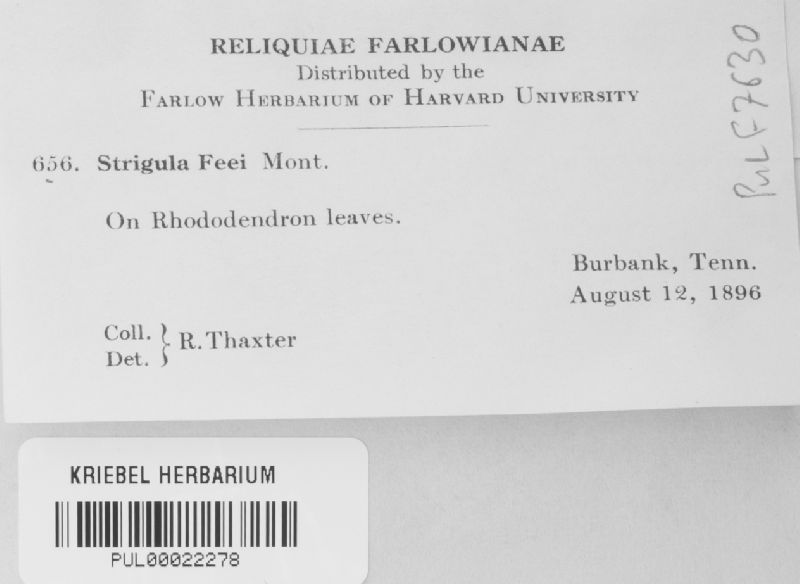 RELIQUIAE FARLOWIANAE
Distributed by the
FARLOW HERBARIUM OF HARVARD UNIVERSITY
PUL F7630
656. Strigula Feei Mont.
On Rhododendron leaves.
Burbank, Tenn.
August 12, 1896
Coll.
Det. } R. Thaxter
KRIEBEL HERBARIUM
PUL00022278